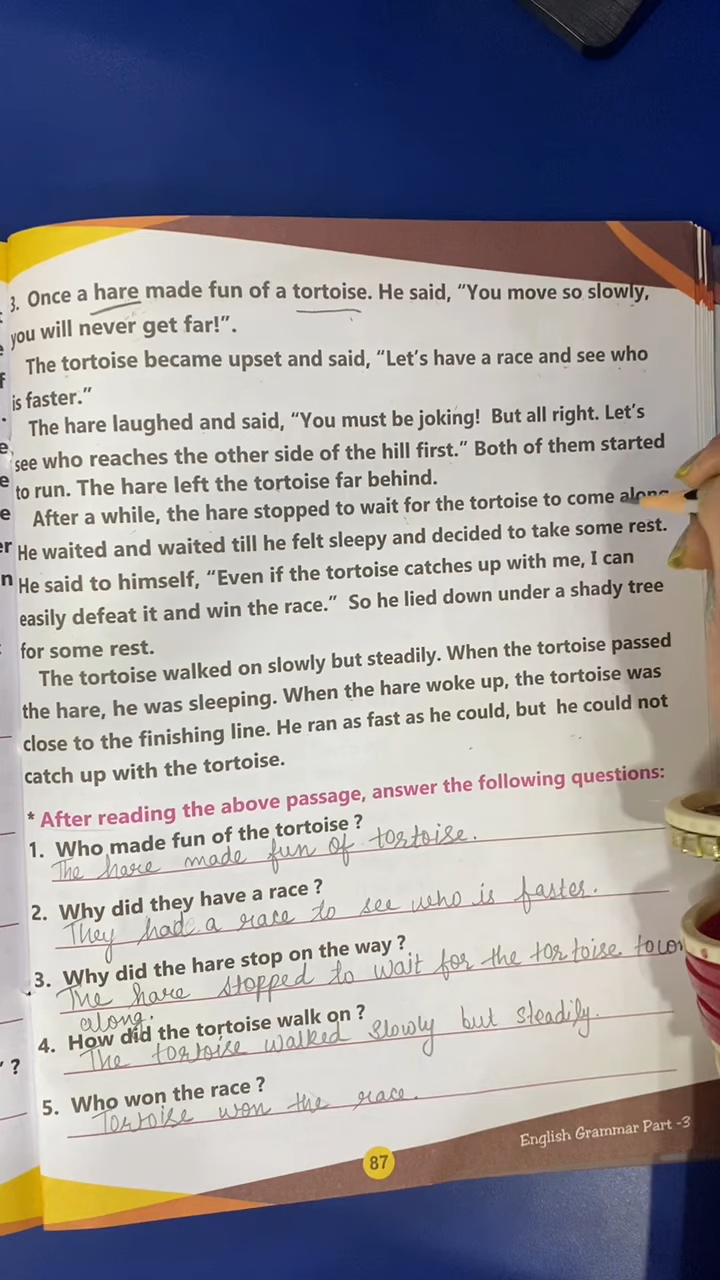 3. Once a hare made fun of a tortoise. He said, “You move so slowly,
you will never get far!”.
The tortoise became upset and said, “Let’s have a race and see who
is faster.”
The hare laughed and said, “You must be joking! But all right. Let’s
see who reaches the other side of the hill first.” Both of them started
to run. The hare left the tortoise far behind.
After a while, the hare stopped to wait for the tortoise to come along
He waited and waited till he felt sleepy and decided to take some rest.
He said to himself, “Even if the tortoise catches up with me, I can
easily defeat it and win the race.” So he lied down under a shady tree
for some rest.
The tortoise walked on slowly but steadily. When the tortoise passed
the hare, he was sleeping. When the hare woke up, the tortoise was
close to the finishing line. He ran as fast as he could, but he could not
catch up with the tortoise.
* After reading the above passage, answer the following questions:
1. Who made fun of the tortoise ?
The hare made fun of tortoise.
2. Why did they have a race ?
They had a race to see who is faster.
3. Why did the hare stop on the way ?
The hare stopped to wait for the tortoise to
along.
4. How did the tortoise walk on ?
The tortoise walked slowly but steadily.
5. Who won the race ?
Tortoise won the race.
English Grammar Part -3
87